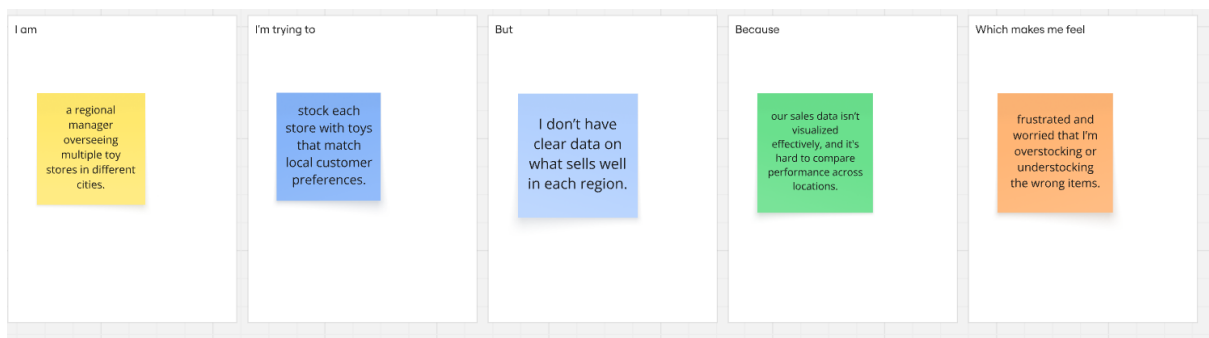 I am
a regional
manager
overseeing
multiple toy
stores in different
cities.
I'm trying to
stock each
store with toys
that match
local customer
preferences.
But
I don’t have
clear data on
what sells well
in each region.
Because
our sales data isn’t
visualized
effectively, and it's
hard to compare
performance across
locations.
Which makes me feel
frustrated and
worried that I’m
overstocking or
understocking
the wrong items.